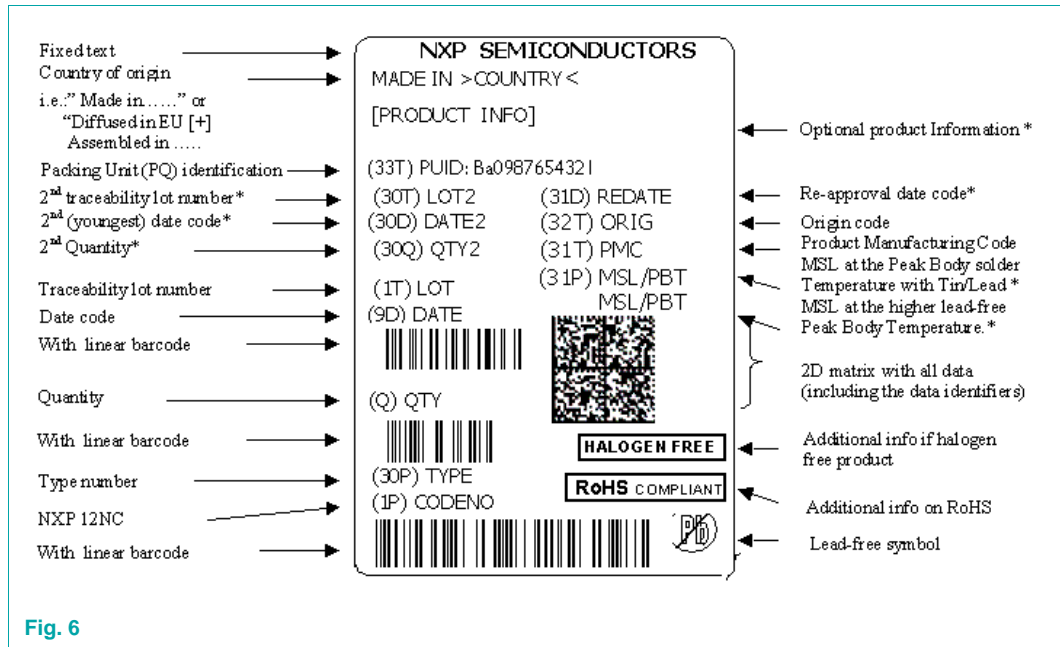 Fixed text
Country of origin
i.e.:" Made in......" or
"Diffused in EU [+]
Assembled in .....
Packing Unit (PQ) identification
2nd traceability lot number*
2nd (youngest) date code*
2nd Quantity*
Traceability lot number
Date code
With linear barcode
Quantity
With linear barcode
Type number
NXP 12NC
With linear barcode
NXP SEMICONDUCTORS
MADE IN >COUNTRY<
[PRODUCT INFO]
(33T) PUID: Ba098765432l
(30T) LOT2 (31D) REDATE
(30D) DATE2 (32T) ORIG
(30Q) QTY2 (31T) PMC
(31P) MSL/PBT
(1T) LOT MSL/PBT
(9D) DATE
(Q) QTY
HALOGEN FREE
(30P) TYPE
RoHS COMPLIANT
(1P) CODENO
Pb
Optional product Information *
Re-approval date code*
Origin code
Product Manufacturing Code
MSL at the Peak Body solder
Temperature with Tin/Lead *
MSL at the higher lead-free
Peak Body Temperature.*
2D matrix with all data
(including the data identifiers)
Additional info if halogen
free product
Additional info on RoHS
Lead-free symbol
Fig. 6